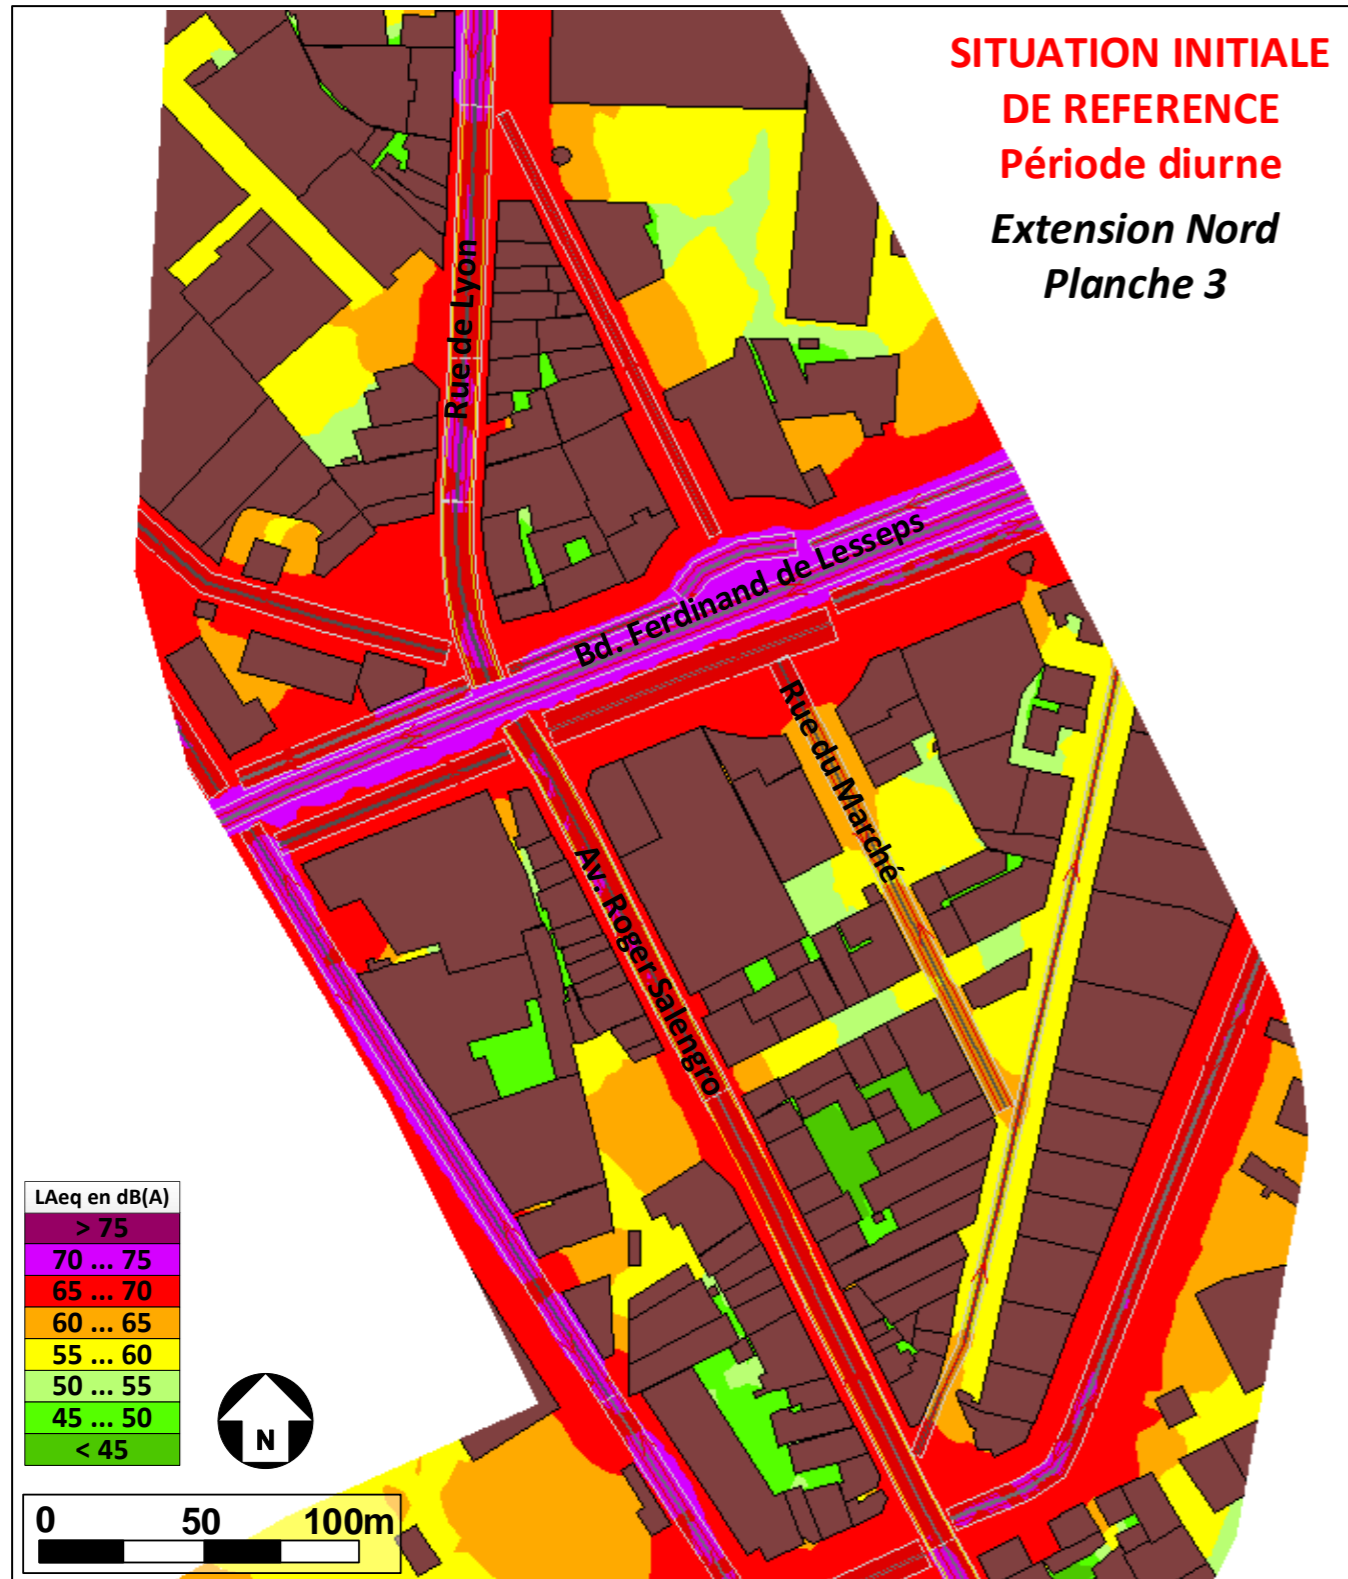 SITUATION INITIALE
DE REFERENCE
Période diurne
Extension Nord
Planche 3
Rue de Lyon
Bd. Ferdinand de Lesseps
Rue du Marché
Av. Roger Salengro
LAeq en dB(A)
> 75
70 ... 75
65 ... 70
60 ... 65
55 ... 60
50 ... 55
45 ... 50
< 45
N
0 50 100m